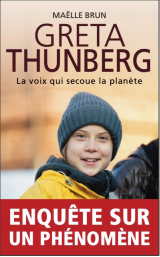 MAËLLE BRUN
GRETA
THUNBERG
La voix qui secoue la planète
ENQUÊTE SUR
UN PHÉNOMÈNE